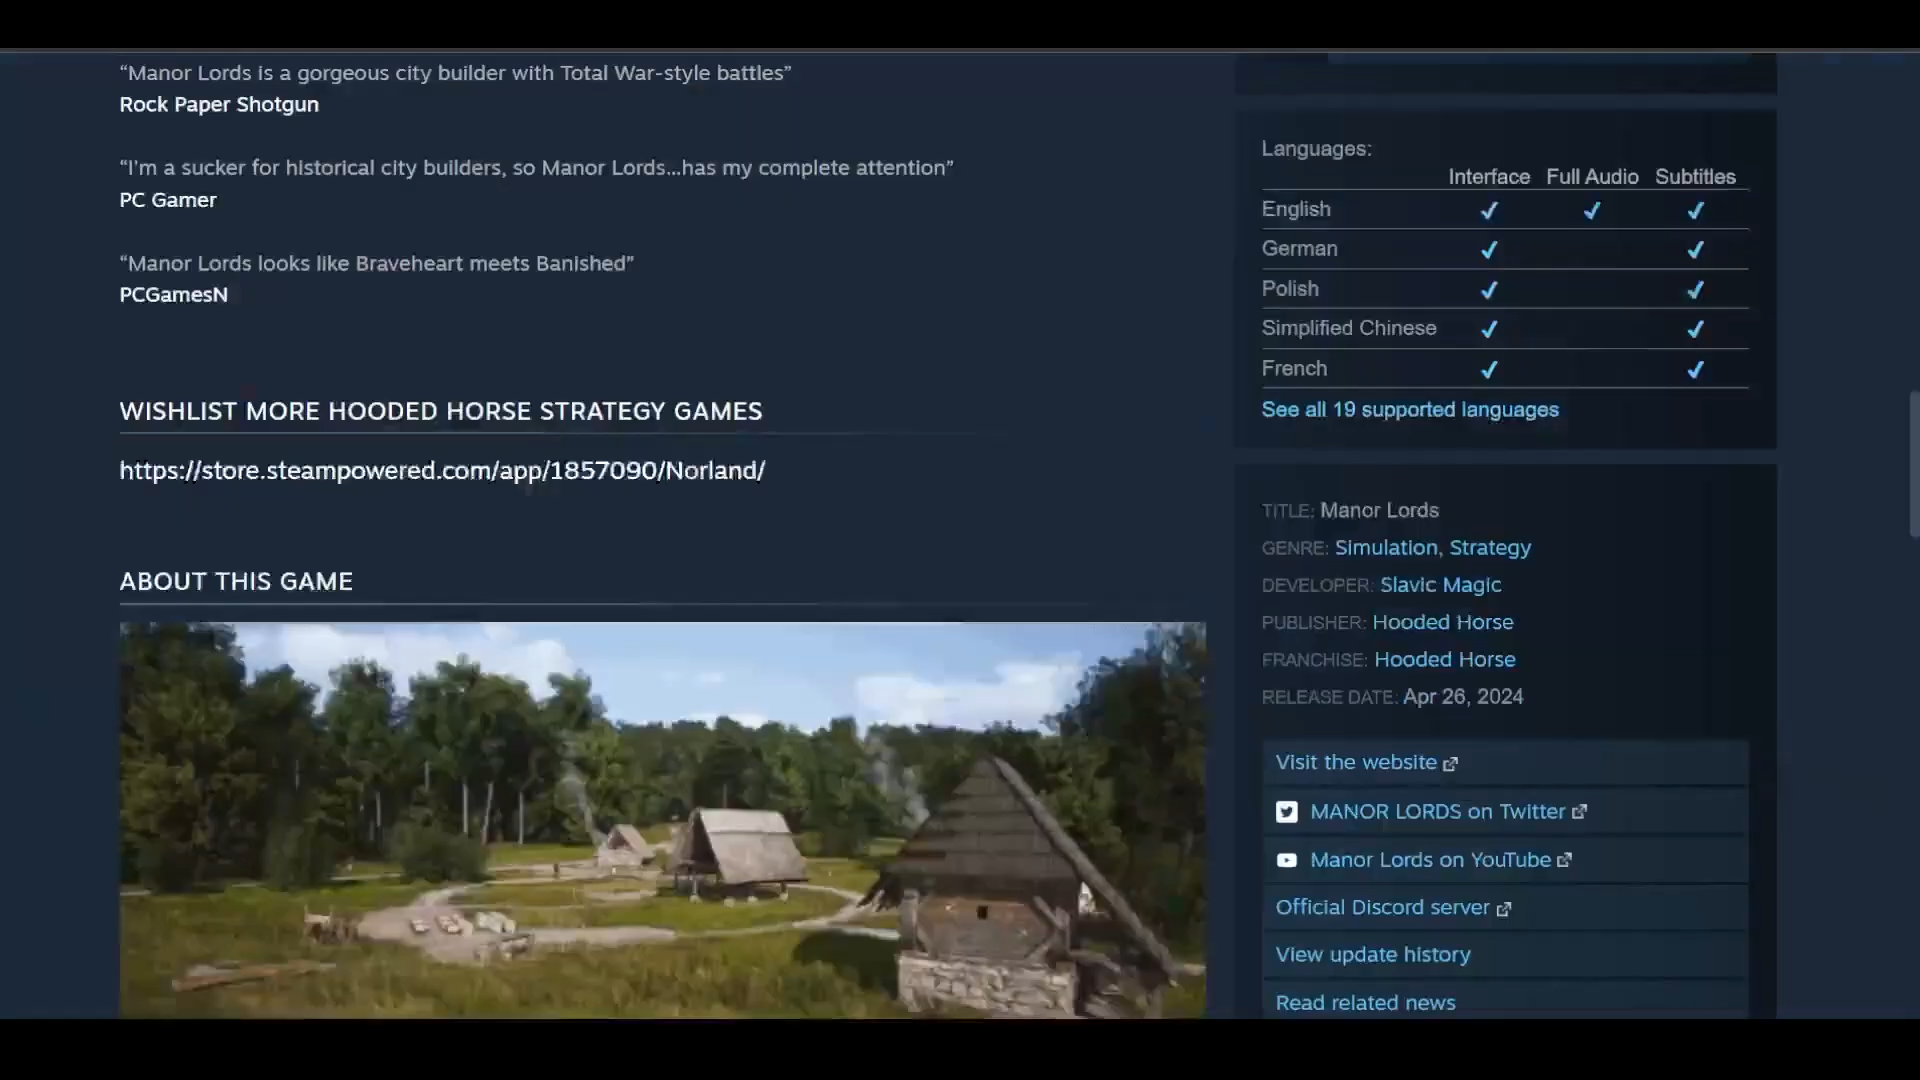 “Manor Lords is a gorgeous city builder with Total War-style battles”
Rock Paper Shotgun
“I'm a sucker for historical city builders, so Manor Lords...has my complete attention”
PC Gamer
“Manor Lords looks like Braveheart meets Banished”
PCGamesN
WISHLIST MORE HOODED HORSE STRATEGY GAMES
https://store.steampowered.com/app/1857090/Norland/
ABOUT THIS GAME
Languages:
Interface Full Audio Subtitles
English ✔ ✔ ✔
German ✔ ✔
Polish ✔ ✔
Simplified Chinese ✔ ✔
French ✔ ✔
See all 19 supported languages
TITLE: Manor Lords
GENRE: Simulation, Strategy
DEVELOPER: Slavic Magic
PUBLISHER: Hooded Horse
FRANCHISE: Hooded Horse
RELEASE DATE: Apr 26, 2024
Visit the website
MANOR LORDS on Twitter
Manor Lords on YouTube
Official Discord server
View update history
Read related news